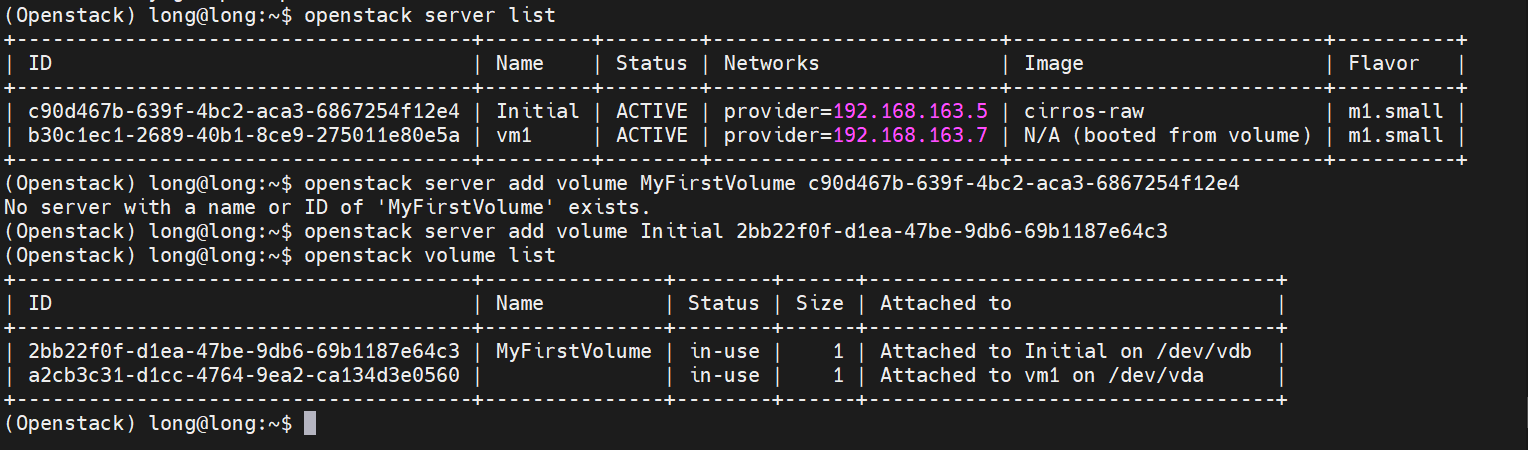 (Openstack) long@long:~$ openstack server list
+--------------------------------------+---------+--------+------------------------+--------------------------+----------+
| ID                                   | Name    | Status | Networks               | Image                    | Flavor   |
+--------------------------------------+---------+--------+------------------------+--------------------------+----------+
| c90d467b-639f-4bc2-aca3-6867254f12e4 | Initial | ACTIVE | provider=192.168.163.5 | cirros-raw               | m1.small |
| b30c1ec1-2689-40b1-8ce9-275011e80e5a | vm1     | ACTIVE | provider=192.168.163.7 | N/A (booted from volume) | m1.small |
+--------------------------------------+---------+--------+------------------------+--------------------------+----------+
(Openstack) long@long:~$ openstack server add volume MyFirstVolume c90d467b-639f-4bc2-aca3-6867254f12e4
No server with a name or ID of 'MyFirstVolume' exists.
(Openstack) long@long:~$ openstack server add volume Initial 2bb22f0f-d1ea-47be-9db6-69b1187e64c3
(Openstack) long@long:~$ openstack volume list
+--------------------------------------+---------------+--------+------+----------------------------------+
| ID                                   | Name          | Status | Size | Attached to                      |
+--------------------------------------+---------------+--------+------+----------------------------------+
| 2bb22f0f-d1ea-47be-9db6-69b1187e64c3 | MyFirstVolume | in-use |    1 | Attached to Initial on /dev/vdb  |
| a2cb3c31-d1cc-4764-9ea2-ca134d3e0560 |               | in-use |    1 | Attached to vm1 on /dev/vda      |
+--------------------------------------+---------------+--------+------+----------------------------------+
(Openstack) long@long:~$